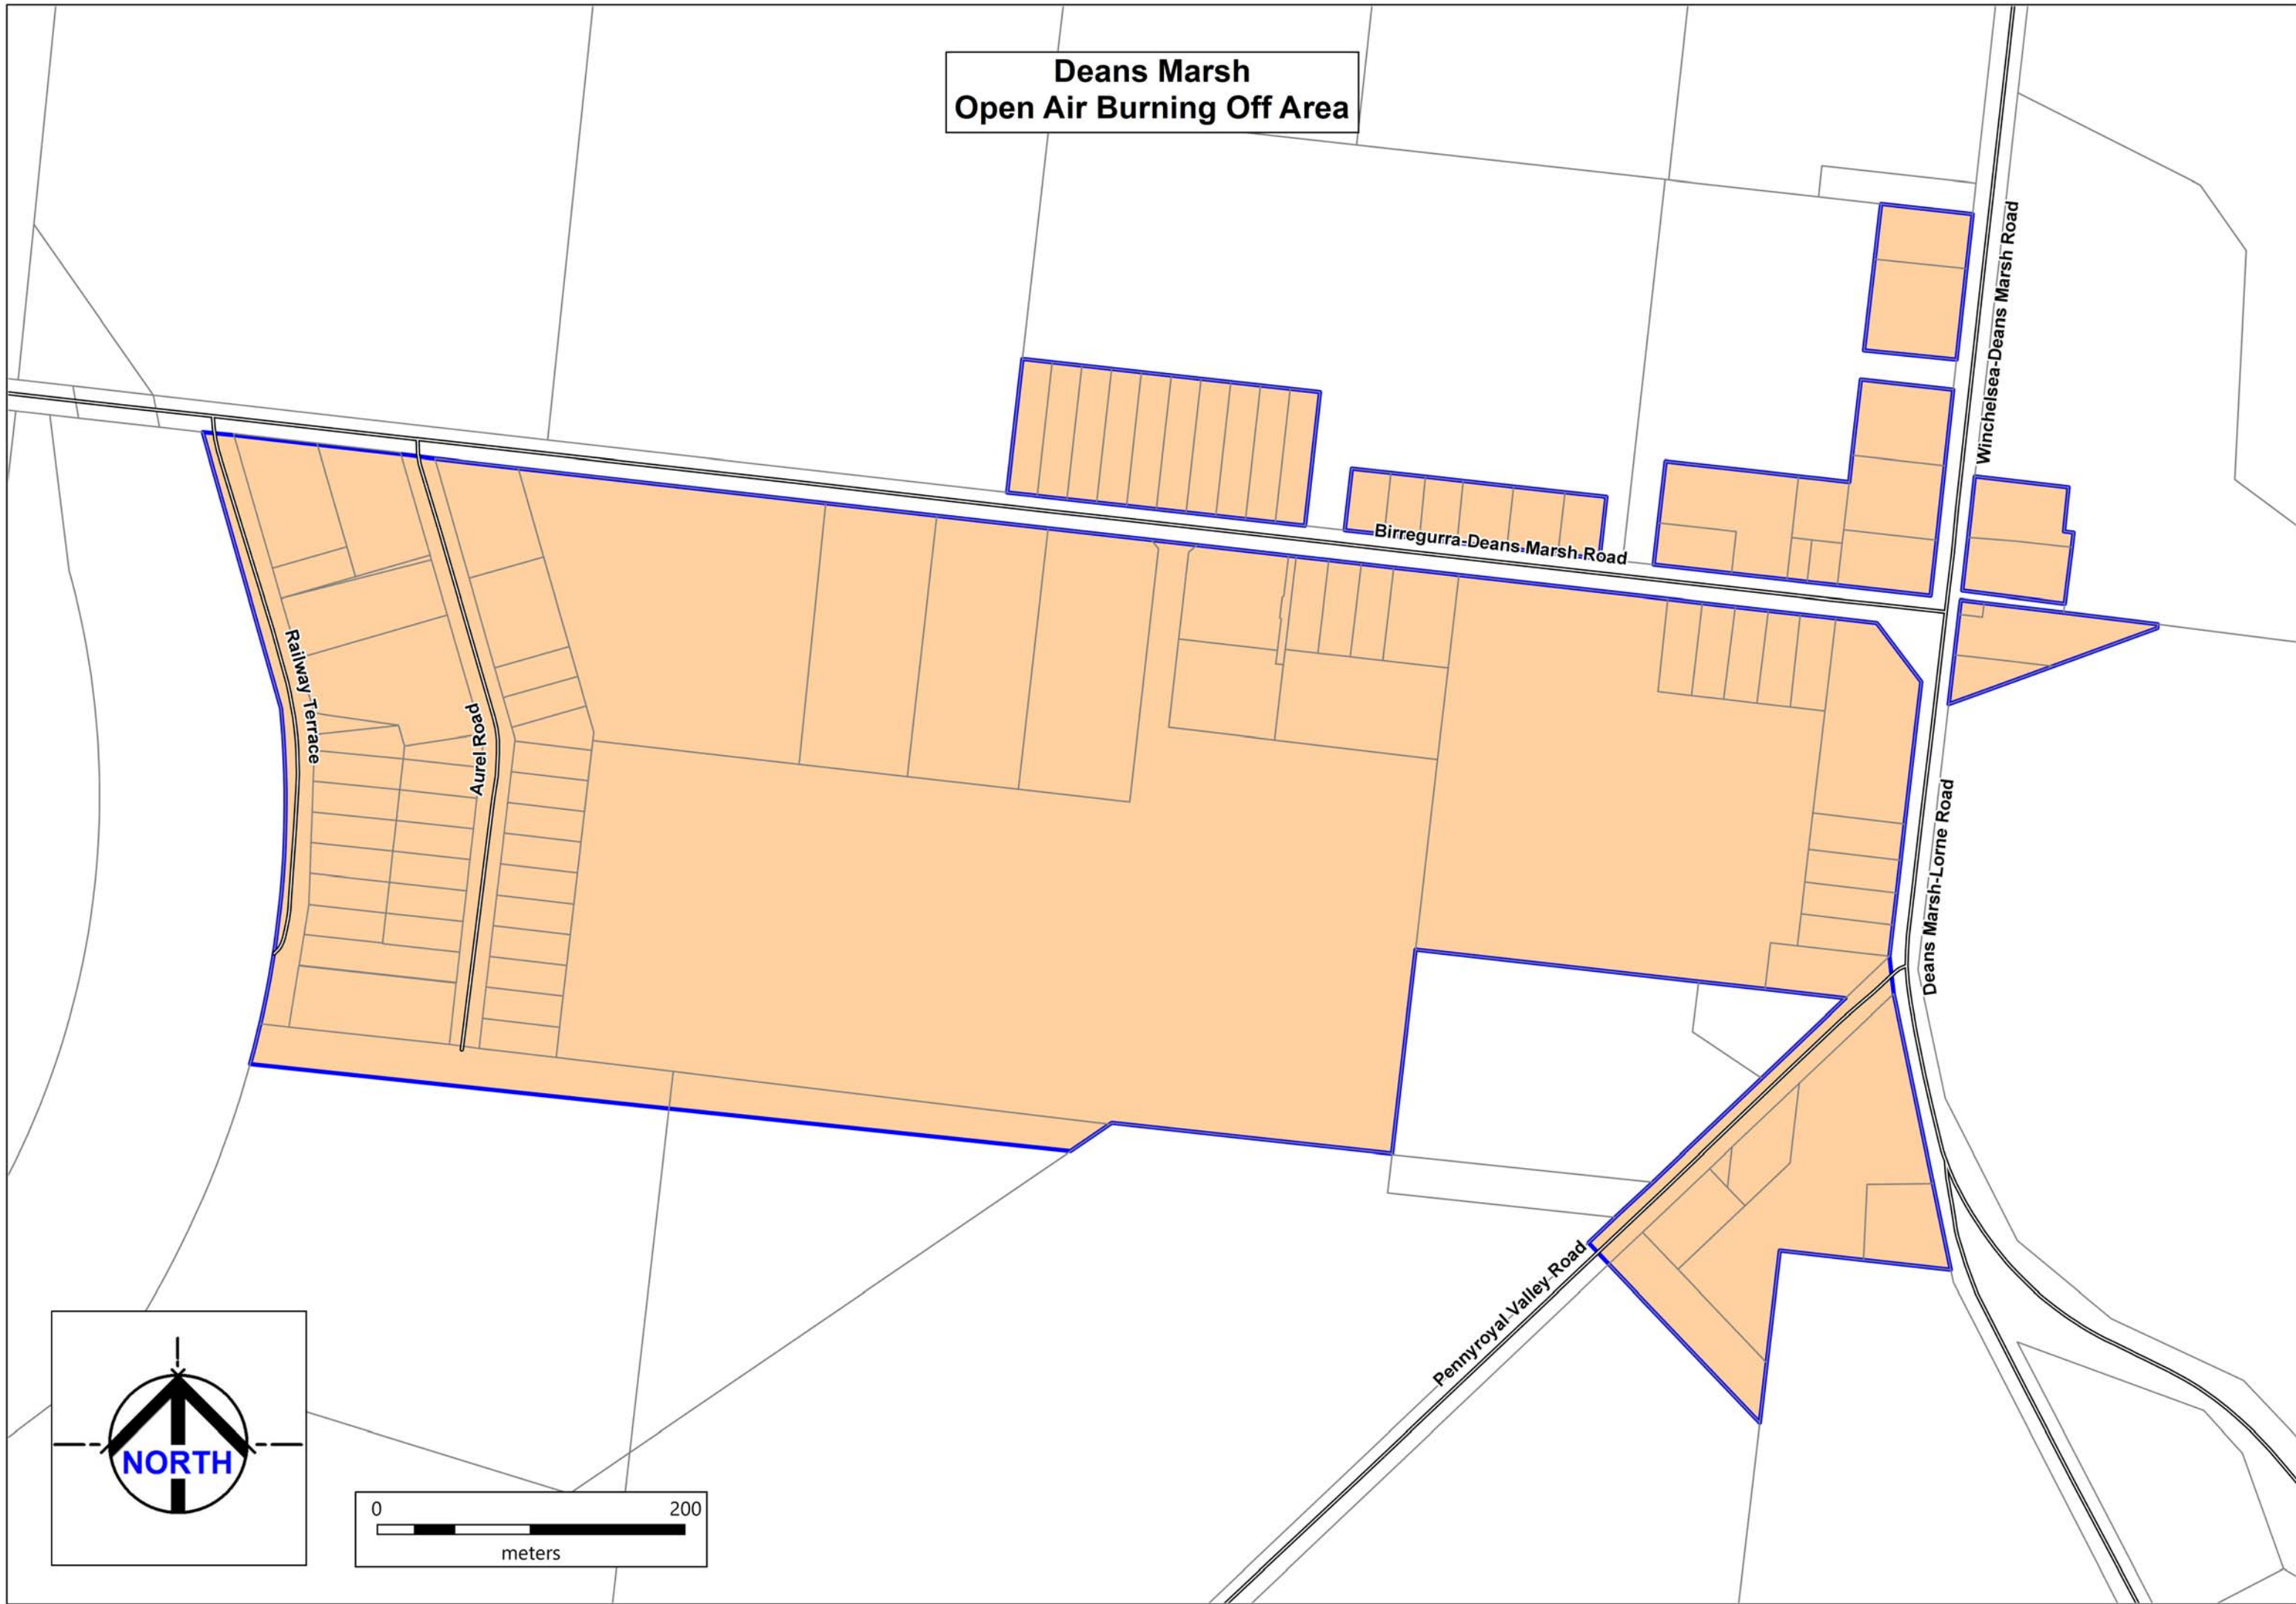 Deans Marsh
Open Air Burning Off Area
Winchelsea-Deans Marsh Road
Birregurra-Deans Marsh Road
Railway Terrace
Aurel Road
Deans Marsh-Lorne Road
Pennyroyal Valley Road
NORTH
0 200
meters